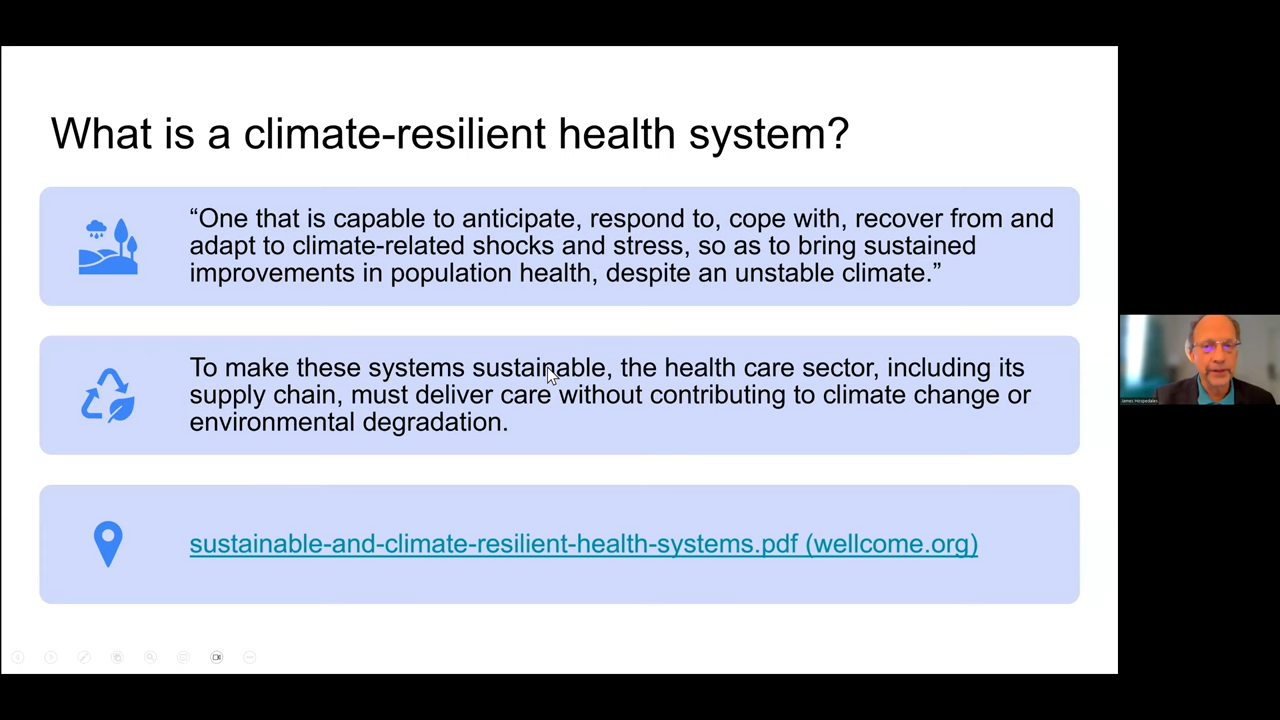 What is a climate-resilient health system?
“One that is capable to anticipate, respond to, cope with, recover from and
adapt to climate-related shocks and stress, so as to bring sustained
improvements in population health, despite an unstable climate.”
To make these systems sustainable, the health care sector, including its
supply chain, must deliver care without contributing to climate change or
environmental degradation.
sustainable-and-climate-resilient-health-systems.pdf (wellcome.org)
James Hospedales